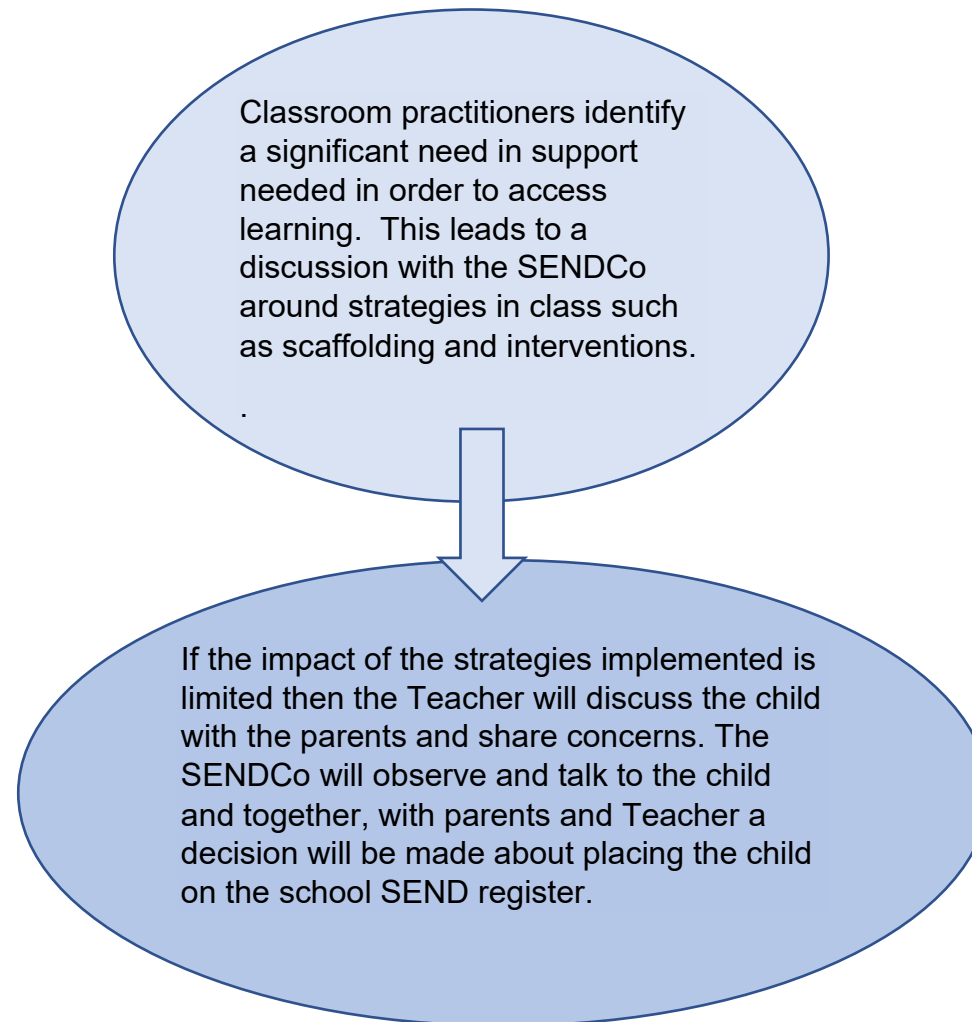 Classroom practitioners identify
a significant need in support
needed in order to access
learning.  This leads to a
discussion with the SENDCo
around strategies in class such
as scaffolding and interventions.
.
If the impact of the strategies implemented is
limited then the Teacher will discuss the child
with the parents and share concerns. The
SENDCo will observe and talk to the child
and together, with parents and Teacher a
decision will be made about placing the child
on the school SEND register.